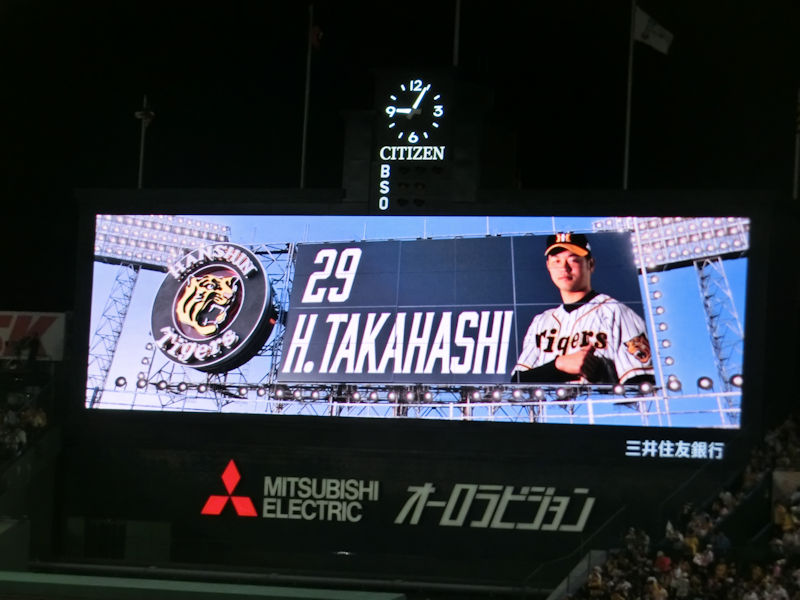 12
9 3
6
CITIZEN
B
S
O
HANSHIN
Tigers
29
H.TAKAHASHI
Tigers
三井住友銀行
MITSUBISHI
ELECTRIC
オーロラビジョン
SK